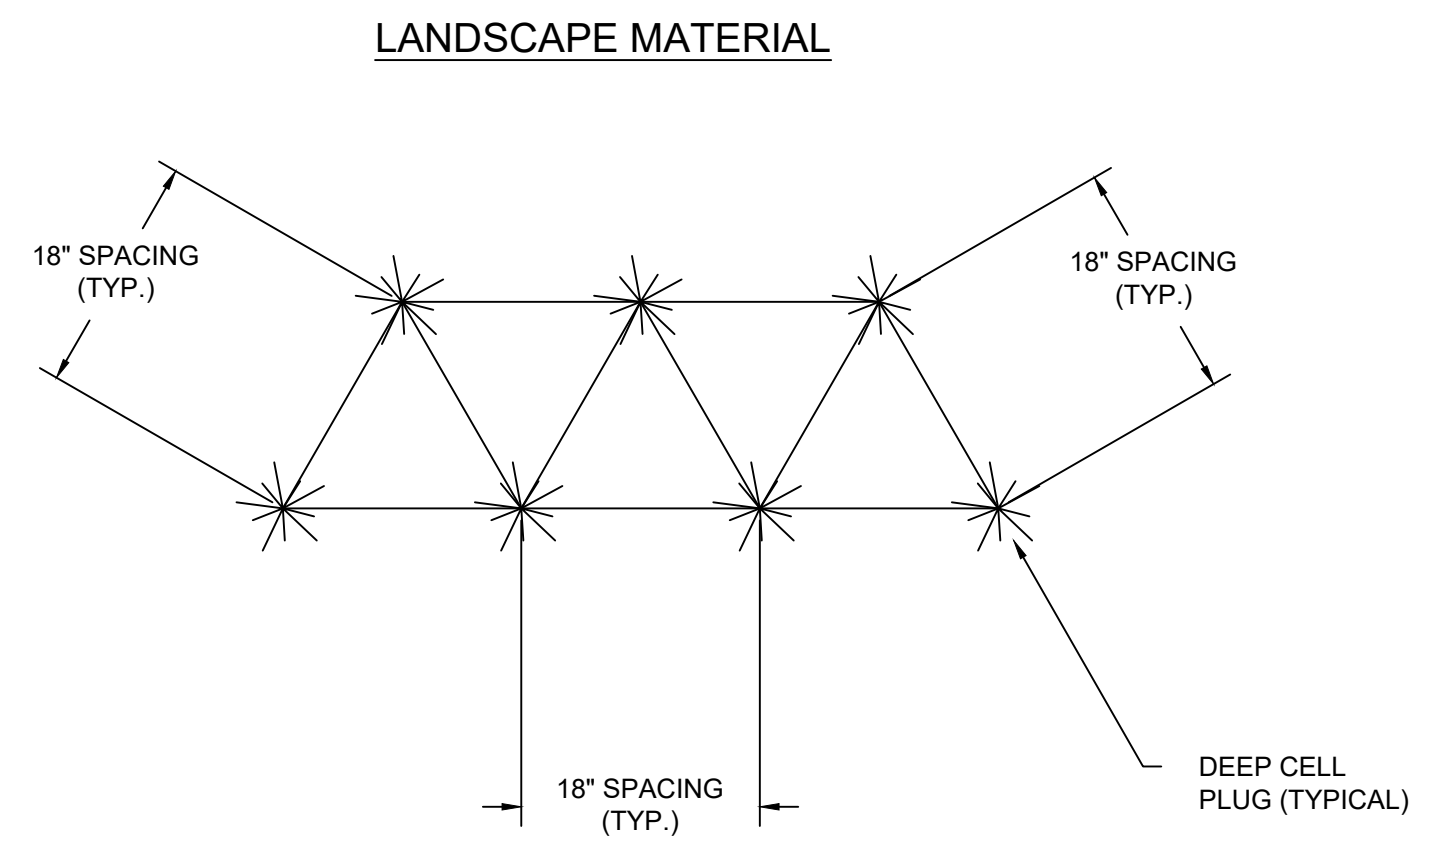 LANDSCAPE MATERIAL
18" SPACING
(TYP.)
18" SPACING
(TYP.)
18" SPACING
(TYP.)
DEEP CELL
PLUG (TYPICAL)